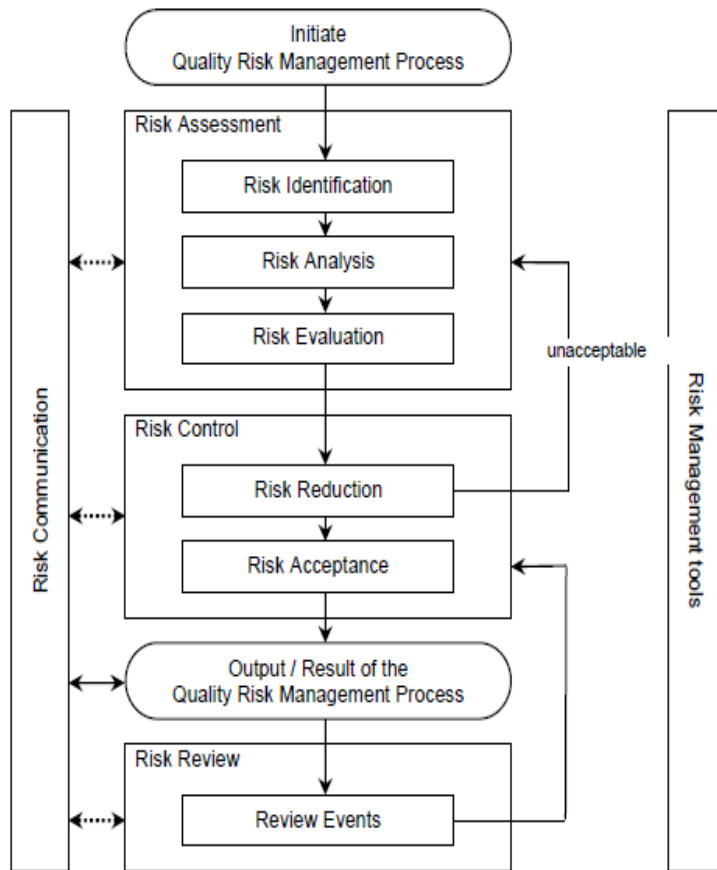 Initiate
Quality Risk Management Process
Risk Assessment
Risk Identification
Risk Analysis
Risk Evaluation
unacceptable
Risk Control
Risk Reduction
Risk Acceptance
Output / Result of the
Quality Risk Management Process
Risk Review
Review Events
Risk Communication
Risk Management tools